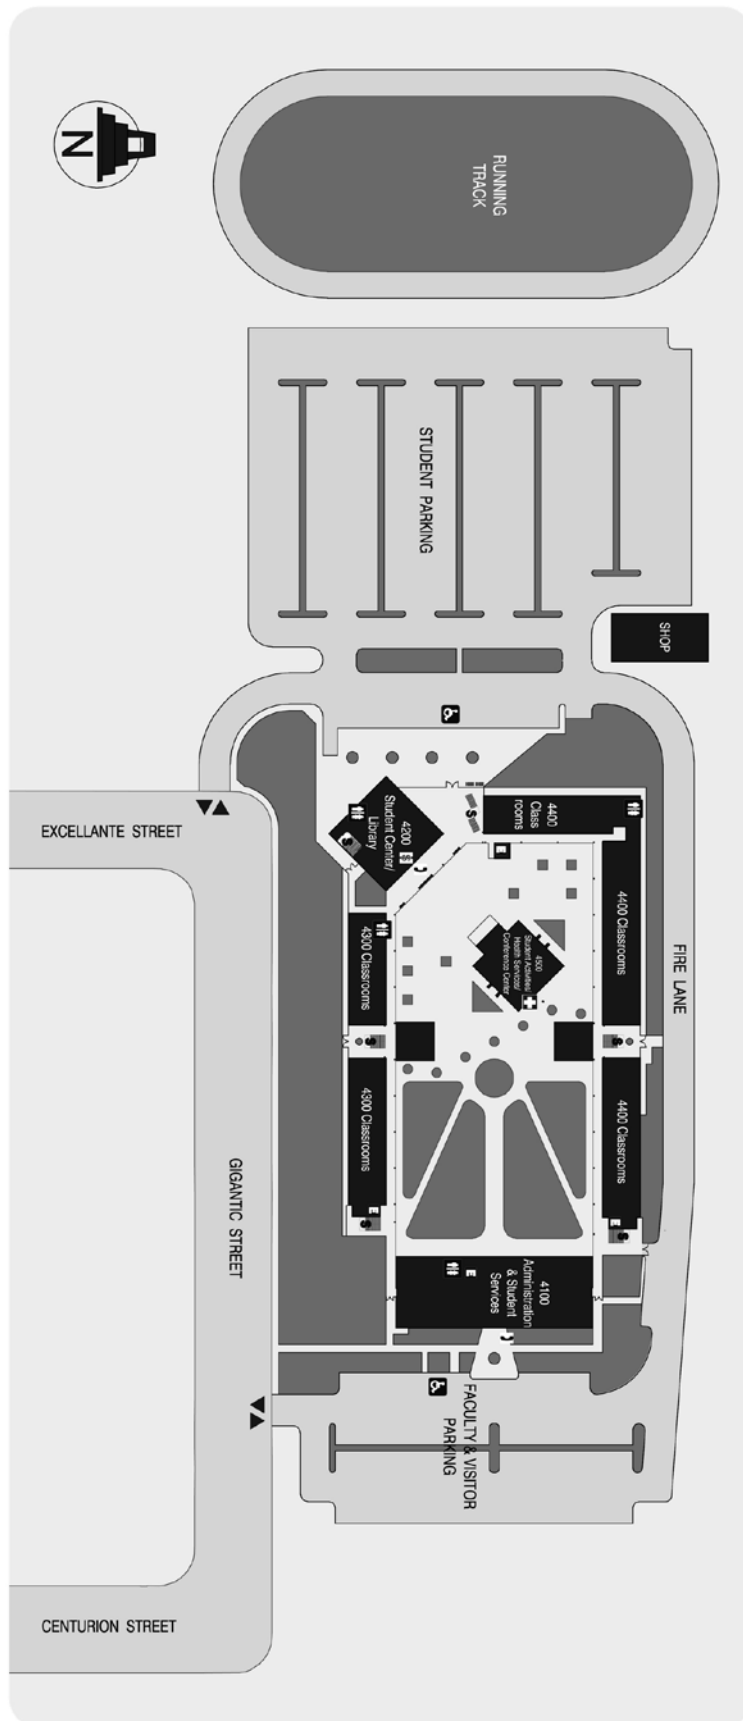 N
RUNNING
TRACK
STUDENT PARKING
SHOP
EXCELLANTE STREET
4200
Student Center/
Library
$
S
S
4400
Class
rooms
E
4400 Classrooms
4300 Classrooms
4500
Student Activities/
Health Services/
Conference Center
FIRE LANE
S
S
4300 Classrooms
4400 Classrooms
E
S
E
S
GIGANTIC STREET
4100
Administration
& Student
Services
E
FACULTY & VISITOR
PARKING
CENTURION STREET